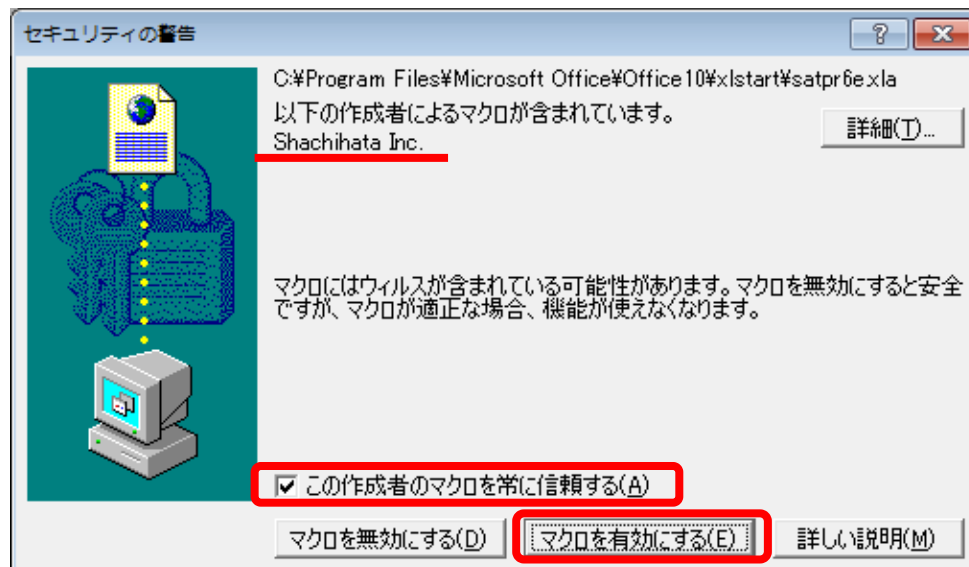 セキュリティの警告
C:¥Program Files¥Microsoft Office¥Office10¥xlstart¥satpr6e.xla
以下の作成者によるマクロが含まれています。
詳細(T)...
Shachihata Inc.
マクロにはウィルスが含まれている可能性があります。マクロを無効にすると安全
ですが、マクロが適正な場合、機能が使えなくなります。
この作成者のマクロを常に信頼する(A)
マクロを無効にする(D)
マクロを有効にする(E)
詳しい説明(M)